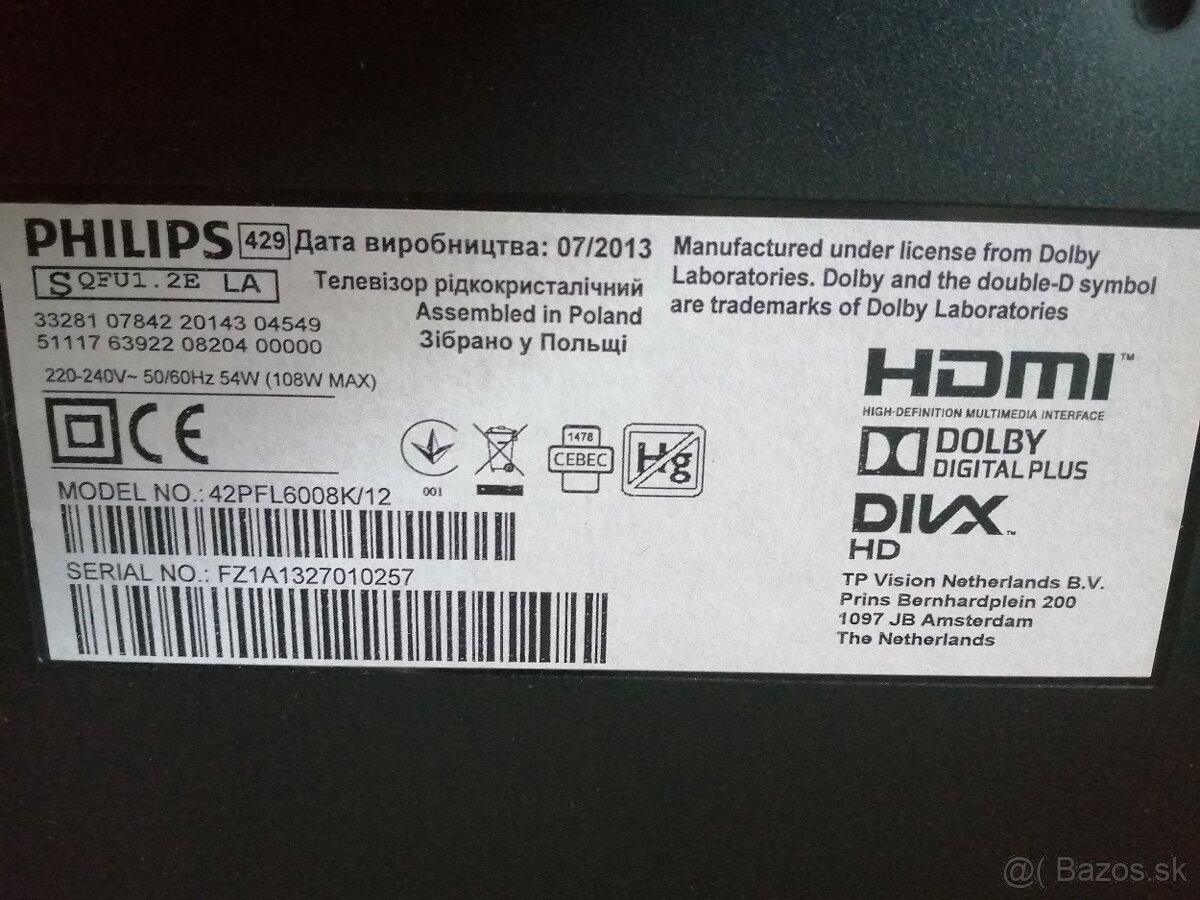 PHILIPS 429 Дата виробництва: 07/2013
S QFU1.2E LA
Телевізор рідкокристалічний
Assembled in Poland
Зібрано у Польщі
33281 07842 20143 04549
51117 63922 08204 00000
220-240V~ 50/60Hz 54W (108W MAX)
CE
001
1478
СЕВЕС
Hg
MODEL NO.: 42PFL6008K/12
SERIAL NO.: FZ1A1327010257
Manufactured under license from Dolby
Laboratories. Dolby and the double-D symbol
are trademarks of Dolby Laboratories
HDMI™
HIGH-DEFINITION MULTIMEDIA INTERFACE
DOLBY
DIGITAL PLUS
DIVX™
HD
TP Vision Netherlands B.V.
Prins Bernhardplein 200
1097 JB Amsterdam
The Netherlands
@( Bazos.sk